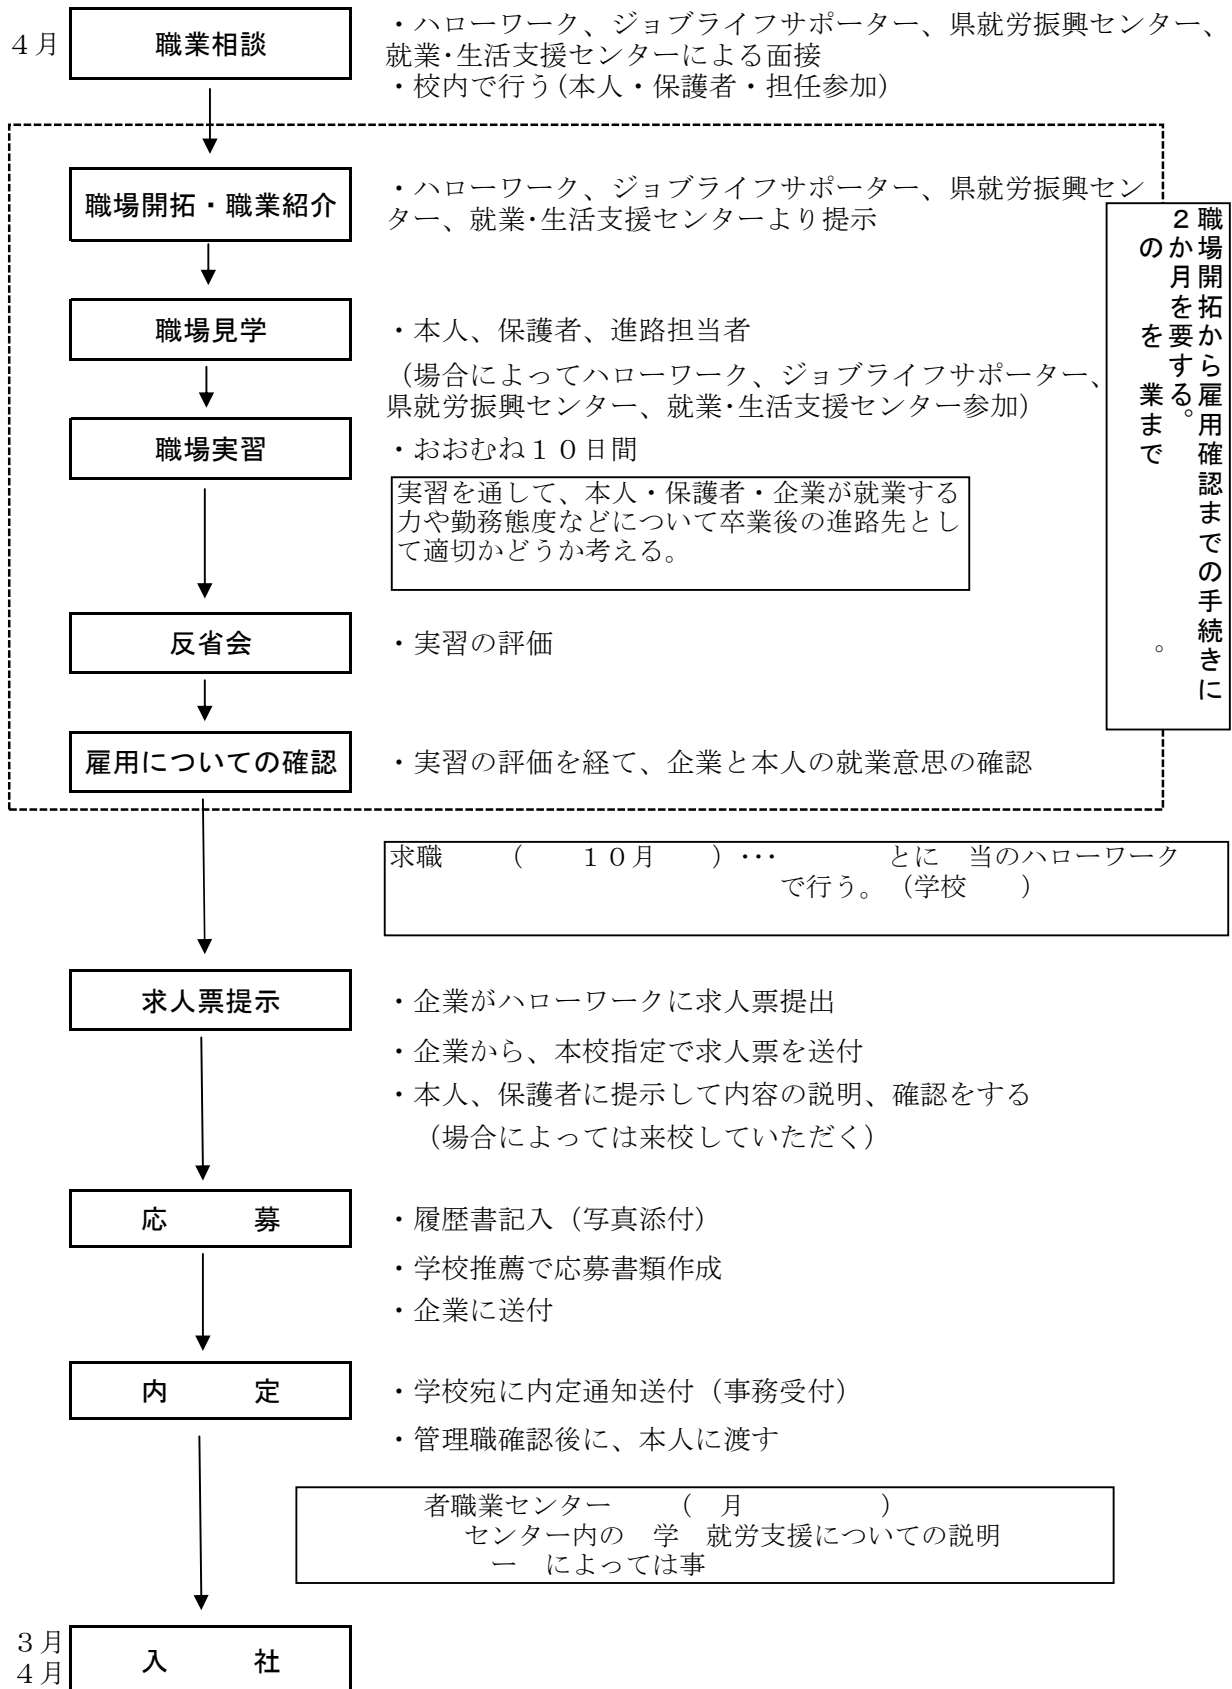 4月
職業相談
・ハローワーク、ジョブライフサポーター、県就労振興センター、
就業・生活支援センターによる面接
・校内で行う(本人・保護者・担任参加)
職場開拓・職業紹介
・ハローワーク、ジョブライフサポーター、県就労振興セン
ター、就業・生活支援センターより提示
職場開拓から雇用確認までの手続きに
2か月を要する。
の　を　業まで　。
職場見学
・本人、保護者、進路担当者
(場合によってハローワーク、ジョブライフサポーター、
県就労振興センター、就業・生活支援センター参加)
職場実習
・おおむね10日間
実習を通して、本人・保護者・企業が就業する
力や勤務態度などについて卒業後の進路先とし
て適切かどうか考える。
反省会
・実習の評価
雇用についての確認
・実習の評価を経て、企業と本人の就業意思の確認
求職　(　10月　)・・・　とに　当のハローワーク
で行う。(学校　)
求人票提示
・企業がハローワークに求人票提出
・企業から、本校指定で求人票を送付
・本人、保護者に提示して内容の説明、確認をする
(場合によっては来校していただく)
応　募
・履歴書記入(写真添付)
・学校推薦で応募書類作成
・企業に送付
内　定
・学校宛に内定通知送付(事務受付)
・管理職確認後に、本人に渡す
者職業センター　(　月　)
センター内の　学　就労支援についての説明
ー　によっては事
3月
4月
入　社